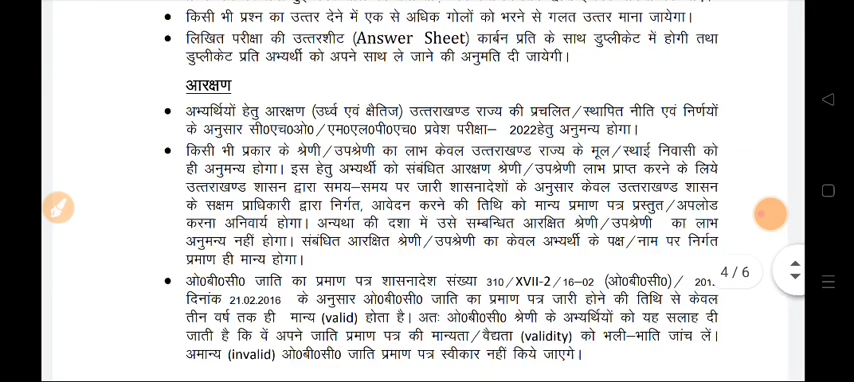 किसी भी प्रश्न का उत्तर देने में एक से अधिक गोलों को भरने से गलत उत्तर माना जायेगा।
लिखित परीक्षा की उत्तरशीट (Answer Sheet) कार्बन प्रति के साथ डुप्लीकेट में होगी तथा
डुप्लीकेट प्रति अभ्यर्थी को अपने साथ ले जाने की अनुमति दी जायेगी।
आरक्षण
अभ्यर्थियों हेतु आरक्षण (उर्ध्व एवं क्षैतिज) उत्तराखण्ड राज्य की प्रचलित/स्थापित नीति एवं निर्णयों
के अनुसार सी0एच0ओ0/एम0एल0पी0एच0 प्रवेश परीक्षा– 2022हेतु अनुमन्य होगा।
किसी भी प्रकार के श्रेणी/उपश्रेणी का लाभ केवल उत्तराखण्ड राज्य के मूल/स्थाई निवासी को
ही अनुमन्य होगा। इस हेतु अभ्यर्थी को संबंधित आरक्षण श्रेणी/उपश्रेणी लाभ प्राप्त करने के लिये
उत्तराखण्ड शासन द्वारा समय–समय पर जारी शासनादेशों के अनुसार केवल उत्तराखण्ड शासन
के सक्षम प्राधिकारी द्वारा निर्गत, आवेदन करने की तिथि को मान्य प्रमाण पत्र प्रस्तुत/अपलोड
करना अनिवार्य होगा। अन्यथा की दशा में उसे सम्बन्धित आरक्षित श्रेणी/उपश्रेणी का लाभ
अनुमन्य नहीं होगा। संबंधित आरक्षित श्रेणी/उपश्रेणी का केवल अभ्यर्थी के पक्ष/नाम पर निर्गत
प्रमाण ही मान्य होगा।
4/6
ओ0बी0सी0 जाति का प्रमाण पत्र शासनादेश संख्या 310/XVII-2/16-02 (ओ0बी0सी0)/ 201
दिनांक 21.02.2016 के अनुसार ओ0बी0सी0 जाति का प्रमाण पत्र जारी होने की तिथि से केवल
तीन वर्ष तक ही मान्य (valid) होता है। अतः ओ0बी0सी0 श्रेणी के अभ्यर्थियों को यह सलाह दी
जाती है कि वें अपने जाति प्रमाण पत्र की मान्यता/वैद्यता (validity) को भली–भाति जांच लें।
अमान्य (invalid) ओ0बी0सी0 जाति प्रमाण पत्र स्वीकार नहीं किये जाएगे।